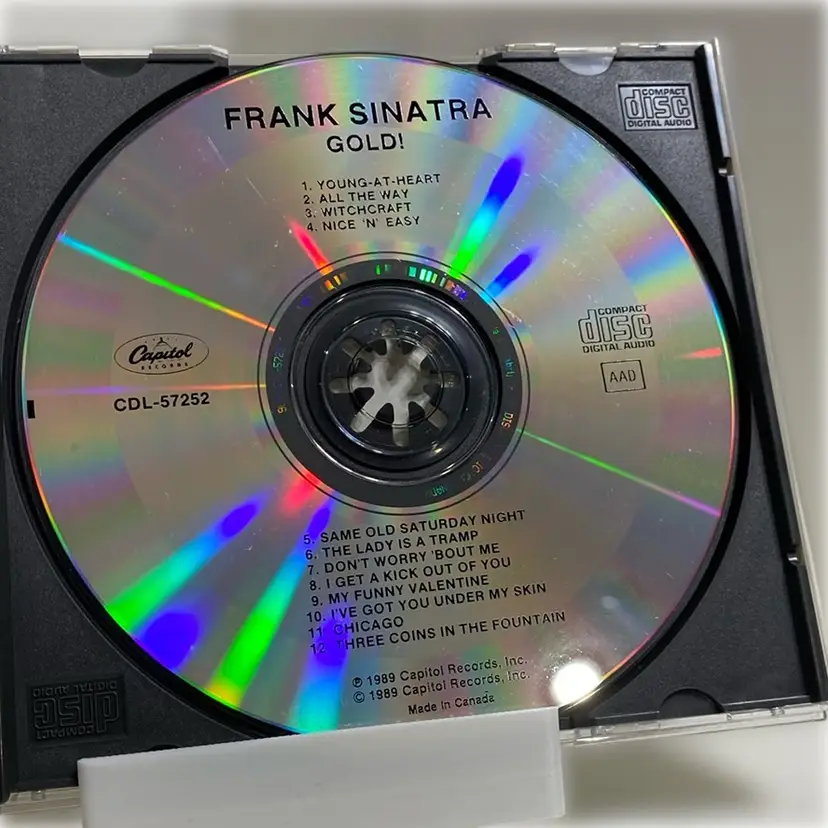 FRANK SINATRA
GOLD!
COMPACT
disc
DIGITAL AUDIO
1. YOUNG-AT-HEART
2. ALL THE WAY
3. WITCHCRAFT
4. NICE 'N' EASY
Capitol
RECORDS
CDL-57252
COMPACT
disc
DIGITAL AUDIO
AAD
5. SAME OLD SATURDAY NIGHT
6. THE LADY IS A TRAMP
7. DON'T WORRY 'BOUT ME
8. I GET A KICK OUT OF YOU
9. MY FUNNY VALENTINE
10. I'VE GOT YOU UNDER MY SKIN
11. CHICAGO
12. THREE COINS IN THE FOUNTAIN
℗ 1989 Capitol Records, Inc.
© 1989 Capitol Records, Inc.
Made in Canada
COMPACT
disc
DIGITAL AUDIO